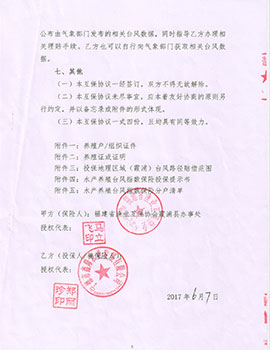 公布由气象部门发布的相关台风数据。同时指导乙方办理相
关理赔手续。乙方也可以自行向气象部门获取相关台风数
据。
七、其他
（一）本互保协议一经签订，双方不得无故解除。
（二）本互保协议未尽事宜，应本着友好协商的原则另
行约定，并以备忘录或附件的形式体现。
（三）本互保协议一式四份，且均具有同等效力。
附件一：养殖户/组织证件
附件二：养殖证或证明
附件三：投保地理区域（霞浦）台风路径赔偿范围
附件四：水产养殖台风指数保险投保提示书
附件五：水产养殖台风指数保险分户清单
甲方（保险人）：福建省渔业互保协会霞浦县办事处
授权代表：
乙方（投保人/被保险人）：
授权代表：
2017年6月7日